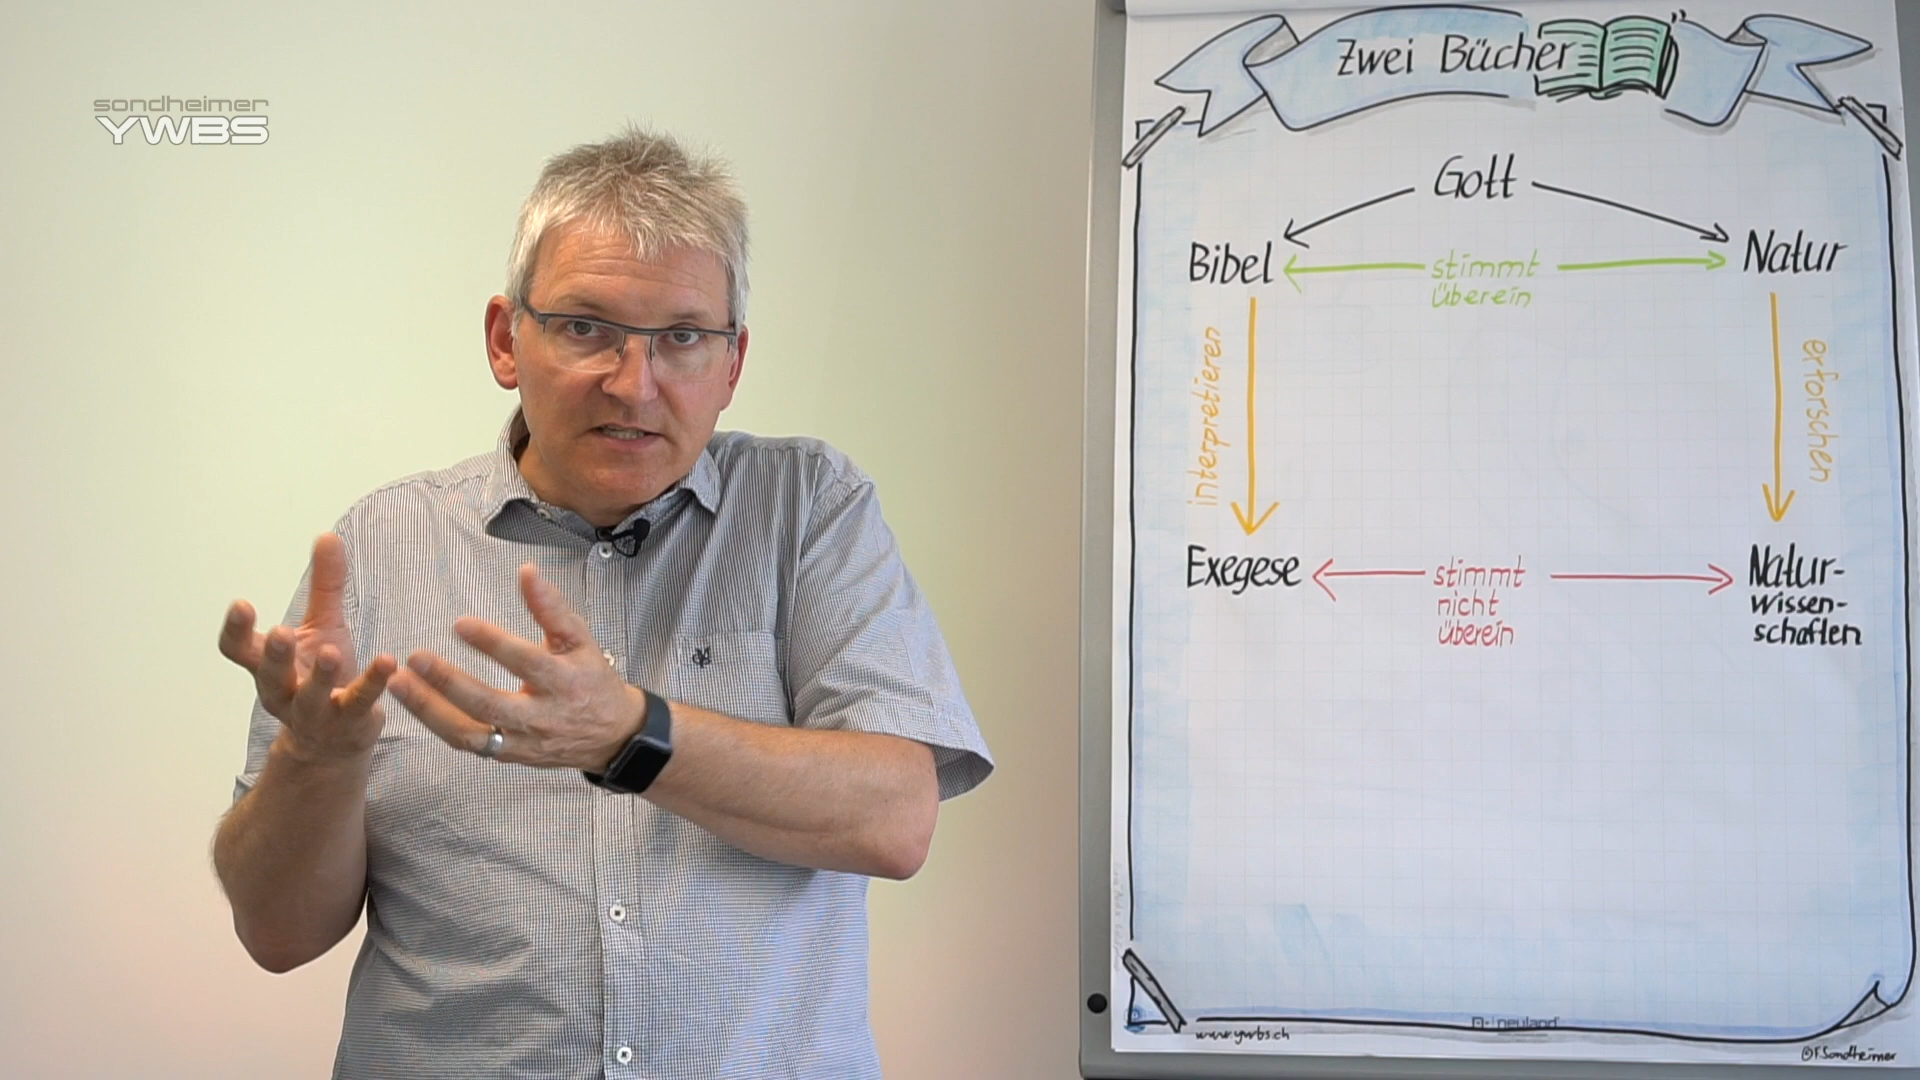 sondheimer
YWBS
Zwei Bücher
Gott
Bibel
stimmt
überein
Natur
interpretieren
erforschen
Exegese
stimmt
nicht
überein
Natur-
wissen-
schaften
neuland
www.ywbs.ch
©F.Sondheimer